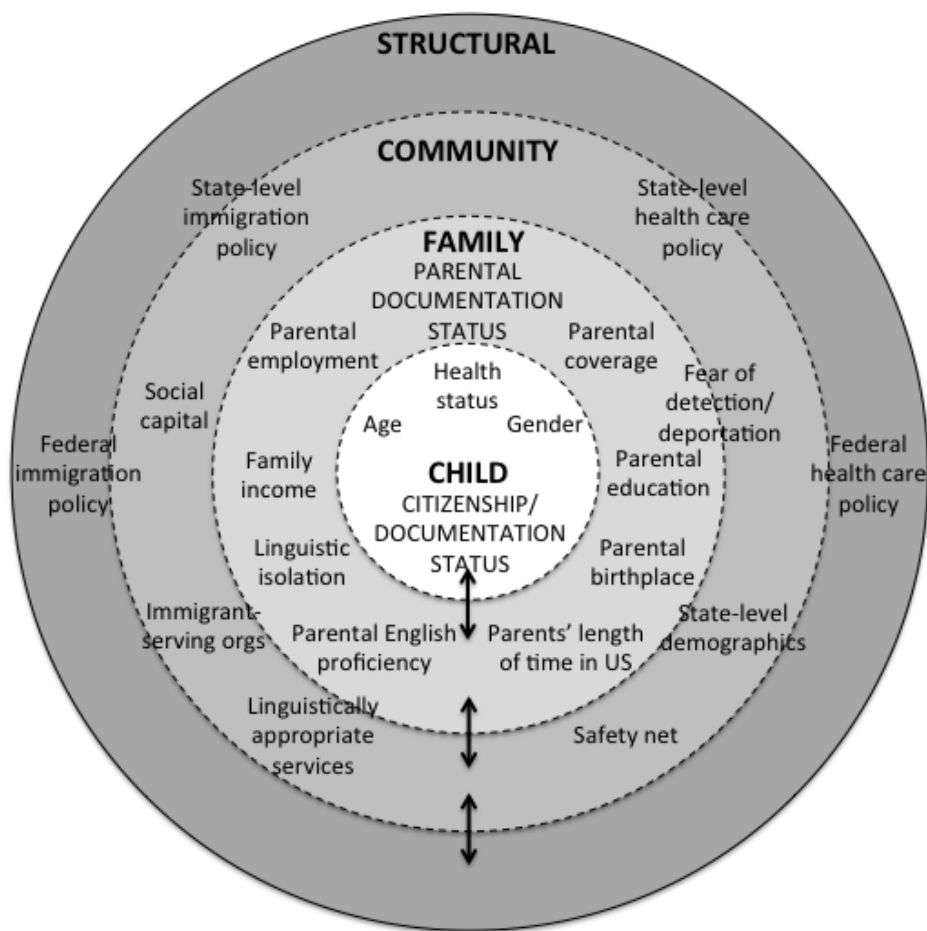 STRUCTURAL
COMMUNITY
State-level
immigration
policy
State-level
health care
policy
FAMILY
PARENTAL
DOCUMENTATION
STATUS
Parental
employment
Parental
coverage
Health
status
Age
Gender
Social
capital
Fear of
detection/
deportation
Federal
immigration
policy
Family
income
CHILD
CITIZENSHIP/
DOCUMENTATION
STATUS
Parental
education
Federal
health care
policy
Linguistic
isolation
Parental
birthplace
Immigrant-
serving orgs
Parental English
proficiency
Parents' length
of time in US
State-level
demographics
Linguistically
appropriate
services
Safety net